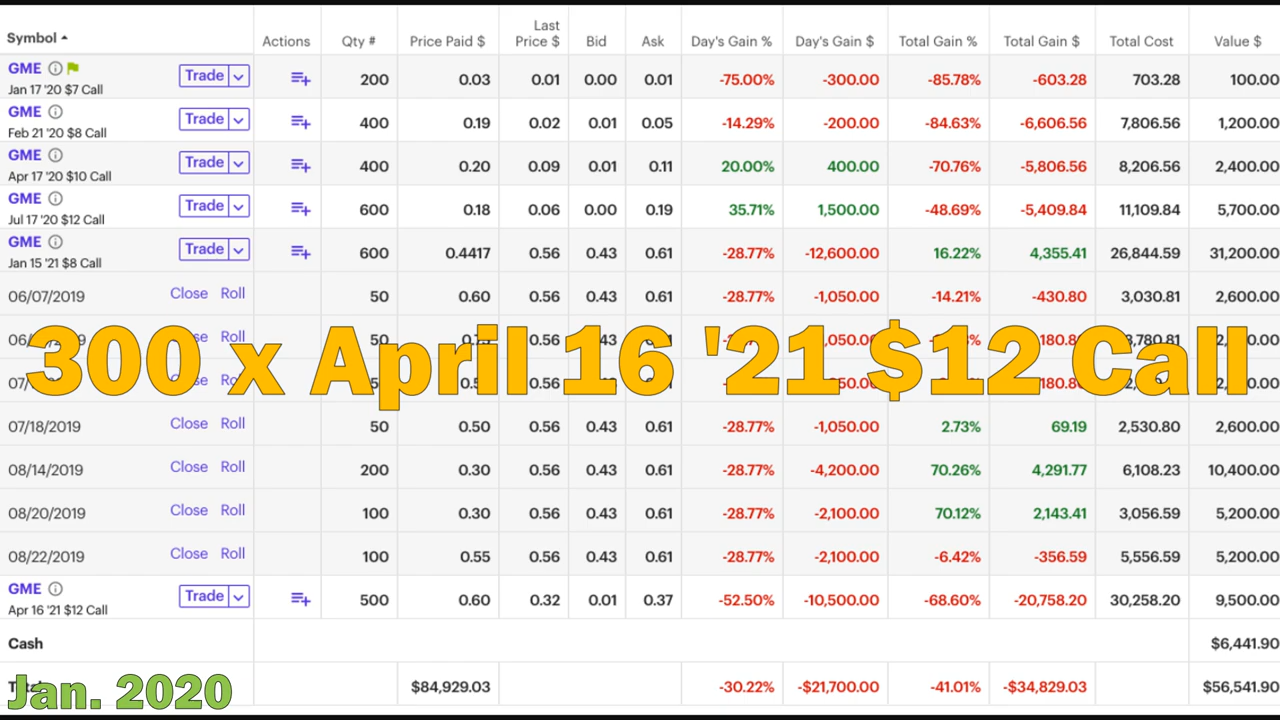 Symbol Actions Qty # Price Paid $ Last Price $ Bid Ask Day's Gain % Day's Gain $ Total Gain % Total Gain $ Total Cost Value $
GME Trade 200 0.03 0.01 0.00 0.01 -75.00% -300.00 -85.78% -603.28 703.28 100.00
Jan 17 '20 $7 Call
GME Trade 400 0.19 0.02 0.01 0.05 -14.29% -200.00 -84.63% -6,606.56 7,806.56 1,200.00
Feb 21 '20 $8 Call
GME Trade 400 0.20 0.09 0.01 0.11 20.00% 400.00 -70.76% -5,806.56 8,206.56 2,400.00
Apr 17 '20 $10 Call
GME Trade 600 0.18 0.06 0.00 0.19 35.71% 1,500.00 -48.69% -5,409.84 11,109.84 5,700.00
Jul 17 '20 $12 Call
GME Trade 600 0.4417 0.56 0.43 0.61 -28.77% -12,600.00 16.22% 4,355.41 26,844.59 31,200.00
Jan 15 '21 $8 Call
06/07/2019 Close Roll 50 0.60 0.56 0.43 0.61 -28.77% -1,050.00 -14.21% -430.80 3,030.81 2,600.00
300 x April 16 '21 $12 Call
07/18/2019 Close Roll 50 0.50 0.56 0.43 0.61 -28.77% -1,050.00 2.73% 69.19 2,530.80 2,600.00
08/14/2019 Close Roll 200 0.30 0.56 0.43 0.61 -28.77% -4,200.00 70.26% 4,291.77 6,108.23 10,400.00
08/20/2019 Close Roll 100 0.30 0.56 0.43 0.61 -28.77% -2,100.00 70.12% 2,143.41 3,056.59 5,200.00
08/22/2019 Close Roll 100 0.55 0.56 0.43 0.61 -28.77% -2,100.00 -6.42% -356.59 5,556.59 5,200.00
GME Trade 500 0.60 0.32 0.01 0.37 -52.50% -10,500.00 -68.60% -20,758.20 30,258.20 9,500.00
Apr 16 '21 $12 Call
Cash $6,441.90
$84,929.03 -30.22% -$21,700.00 -41.01% -$34,829.03 $56,541.90
Jan. 2020